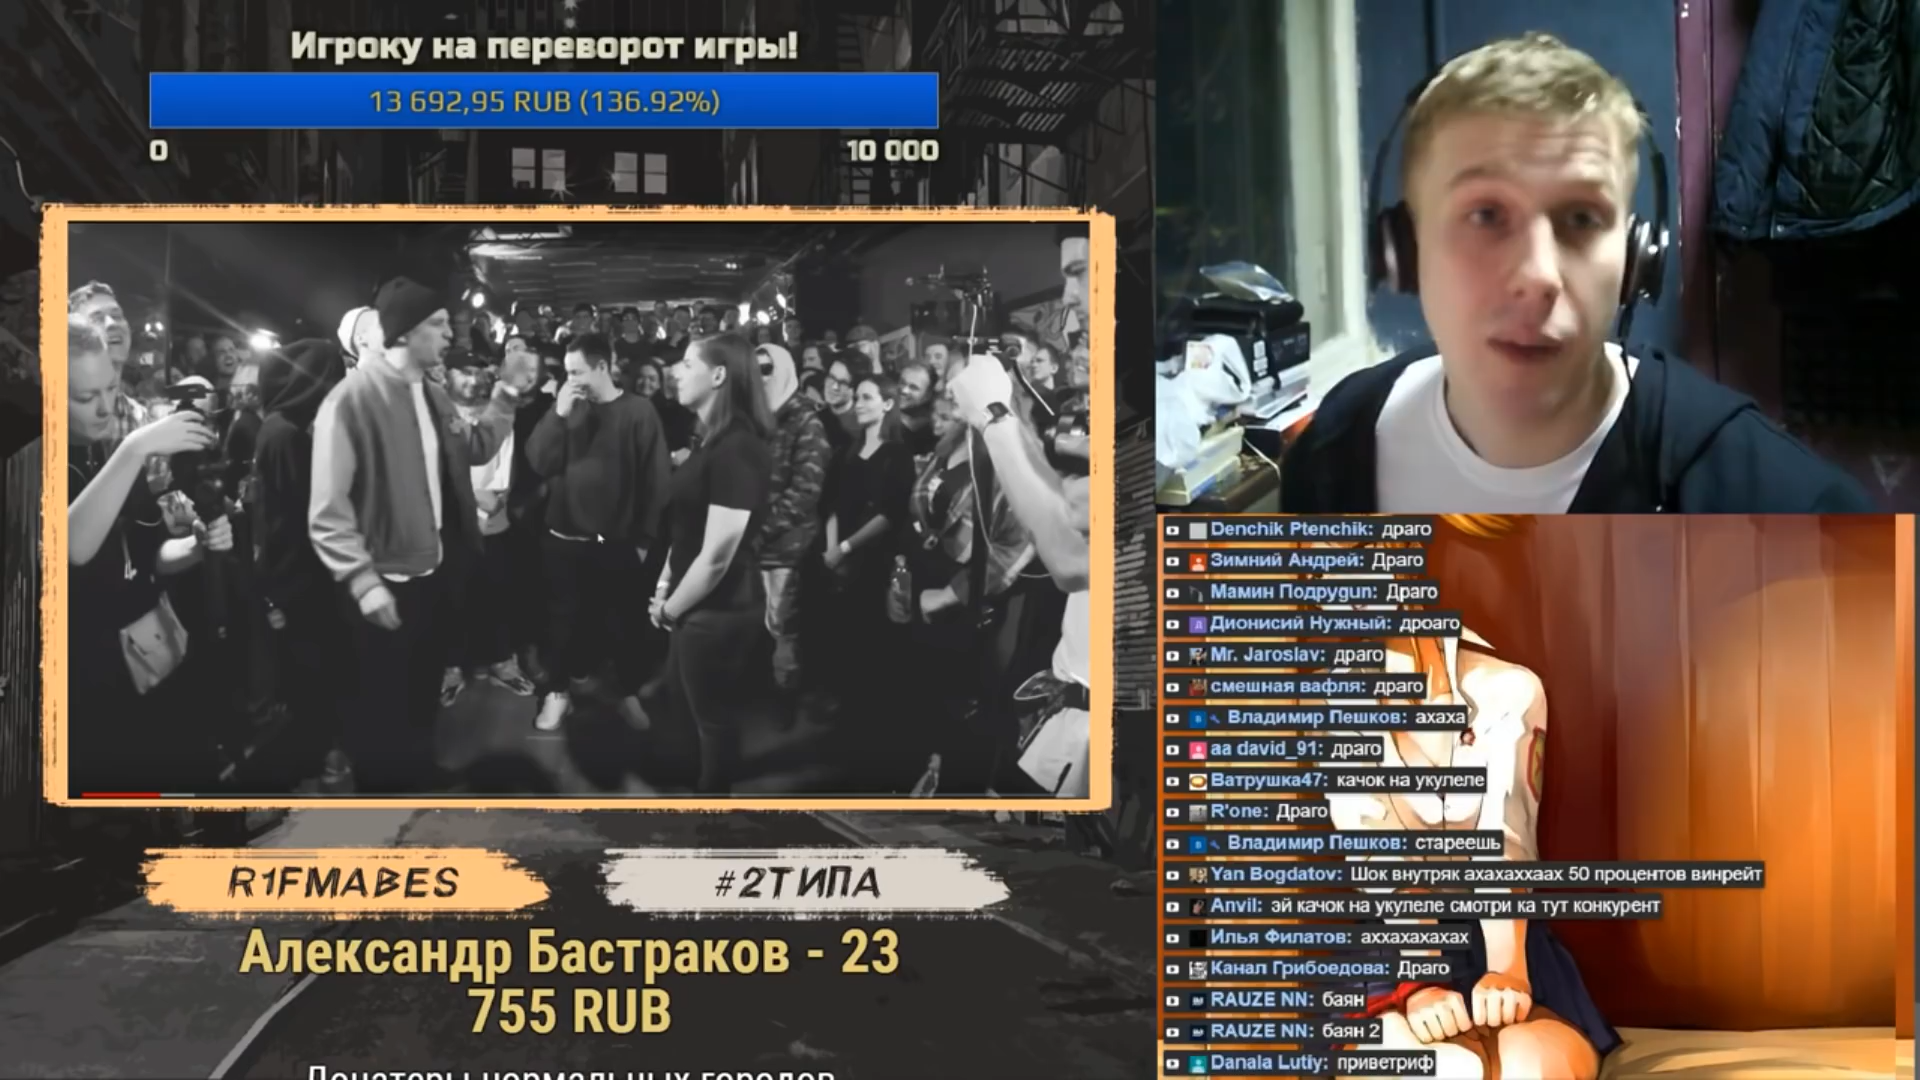 Игроку на переворот игры!
13 692,95 RUB (136.92%)
0
10 000
R1FMABES
#2ТИПА
Александр Бастраков - 23
755 RUB
Донатеры нормальных городов
Denchik Ptenchik: драго
Зимний Андрей: Драго
Мамин Подруgun: Драго
Дионисий Нужный: дроаго
Mr. Jaroslav: драго
смешная вафля: драго
Владимир Пешков: ахаха
aa david_91: драго
Ватрушка47: качок на укулеле
R'one: Драго
Владимир Пешков: стареешь
Yan Bogdatov: Шок внутряк ахахаххаах 50 процентов винрейт
Anvil: эй качок на укулеле смотри ка тут конкурент
Илья Филатов: аххахахахах
Канал Грибоедова: Драго
RAUZE NN: баян
RAUZE NN: баян 2
Danala Lutiy: приветриф